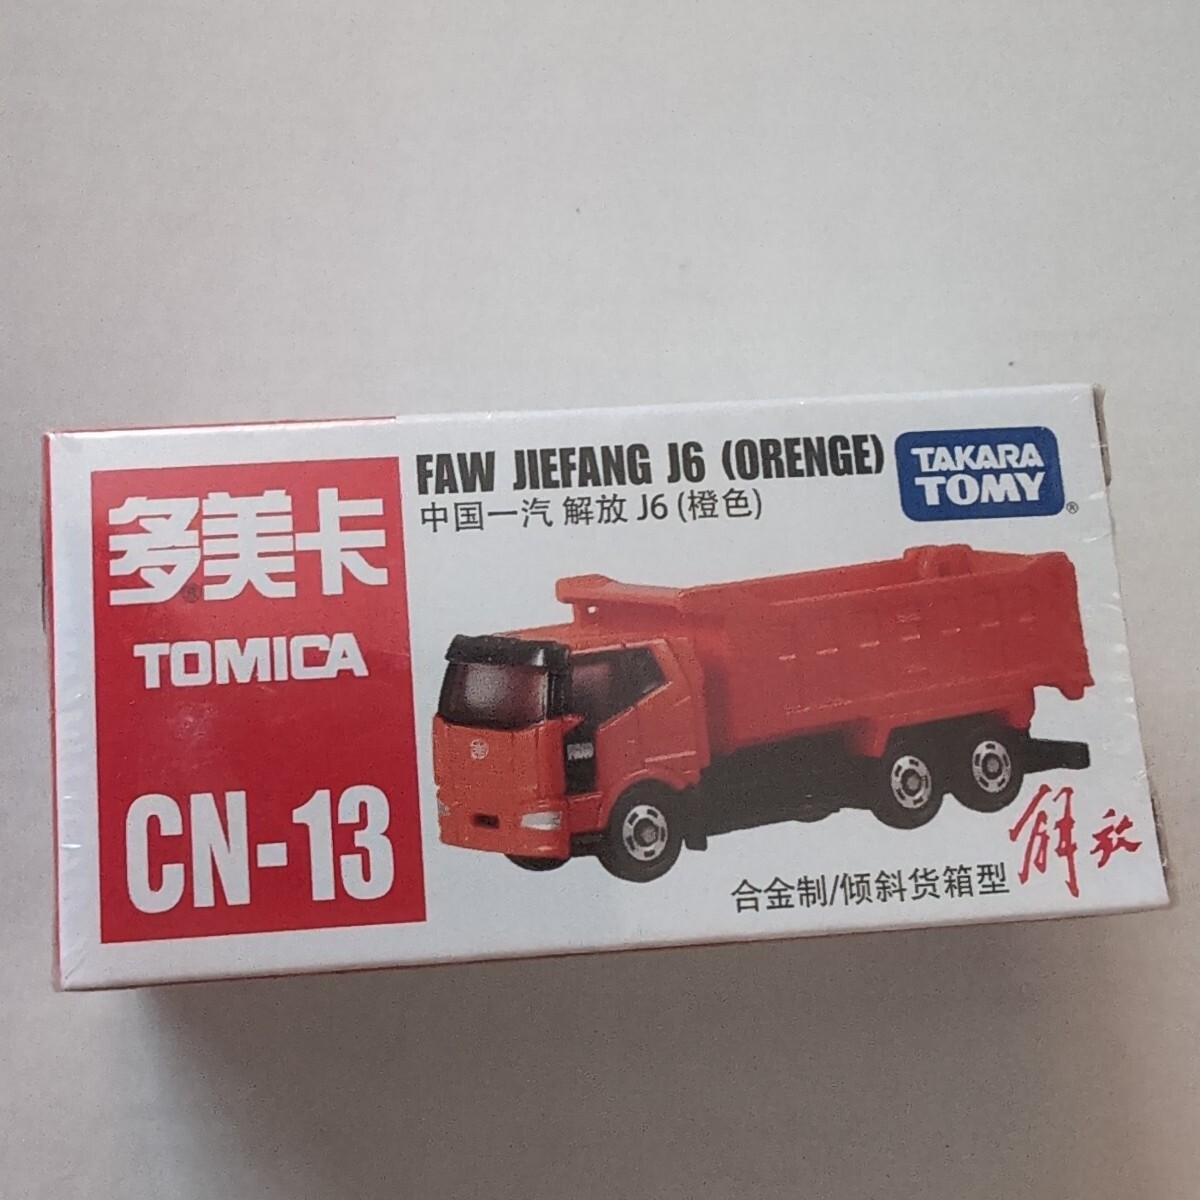 多美卡
TOMICA
CN-13
FAW JIEFANG J6 (ORENGE)
中国一汽 解放 J6 (橙色)
TAKARA
TOMY
®
FAW
解放
合金制/倾斜货箱型